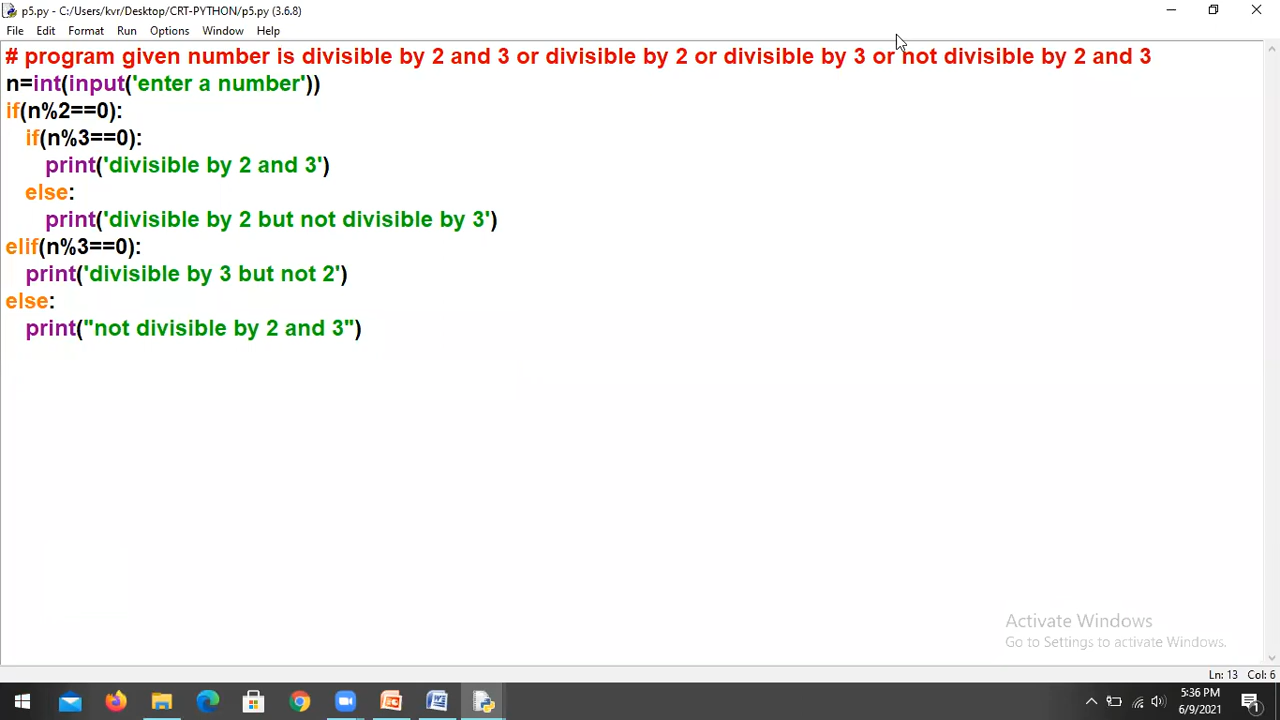 p5.py - C:/Users/kvr/Desktop/CRT-PYTHON/p5.py (3.6.8)
File Edit Format Run Options Window Help
# program given number is divisible by 2 and 3 or divisible by 2 or divisible by 3 or not divisible by 2 and 3
n=int(input('enter a number'))
if(n%2==0):
    if(n%3==0):
        print('divisible by 2 and 3')
    else:
        print('divisible by 2 but not divisible by 3')
elif(n%3==0):
    print('divisible by 3 but not 2')
else:
    print("not divisible by 2 and 3")
Activate Windows
Go to Settings to activate Windows.
Ln: 13 Col: 6
5:36 PM
6/9/2021
1